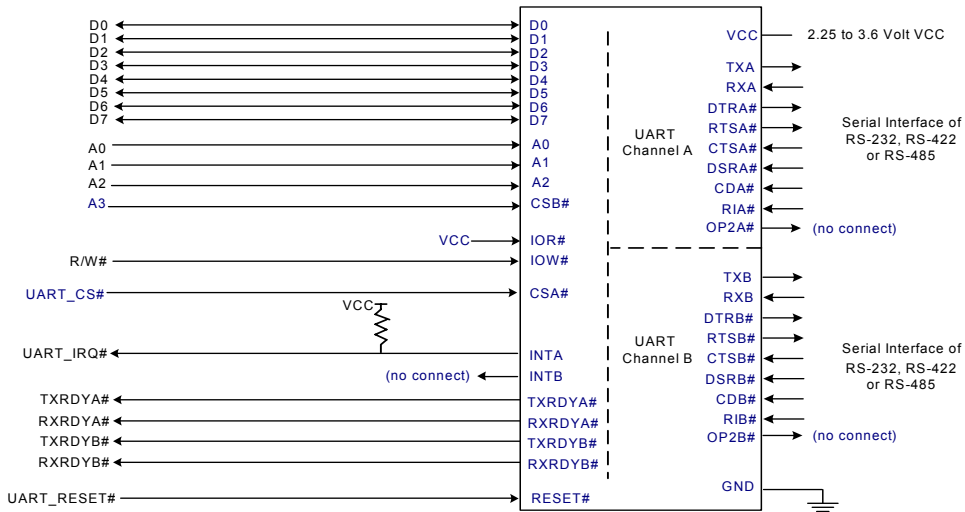 D0 D0
D1 D1
D2 D2
D3 D3
D4 D4
D5 D5
D6 D6
D7 D7
A0 A0
A1 A1
A2 A2
A3 CSB#
VCC IOR#
R/W# IOW#
UART_CS# CSA#
VCC
UART_IRQ# INTA
(no connect) INTB
TXRDYA# TXRDYA#
RXRDYA# RXRDYA#
TXRDYB# TXRDYB#
RXRDYB# RXRDYB#
UART_RESET# RESET#
UART
Channel A
UART
Channel B
VCC 2.25 to 3.6 Volt VCC
TXA
RXA
DTRA#
RTSA#
CTSA#
DSRA#
CDA#
RIA#
OP2A# (no connect)
Serial Interface of
RS-232, RS-422
or RS-485
TXB
RXB
DTRB#
RTSB#
CTSB#
DSRB#
CDB#
RIB#
OP2B# (no connect)
Serial Interface of
RS-232, RS-422
or RS-485
GND